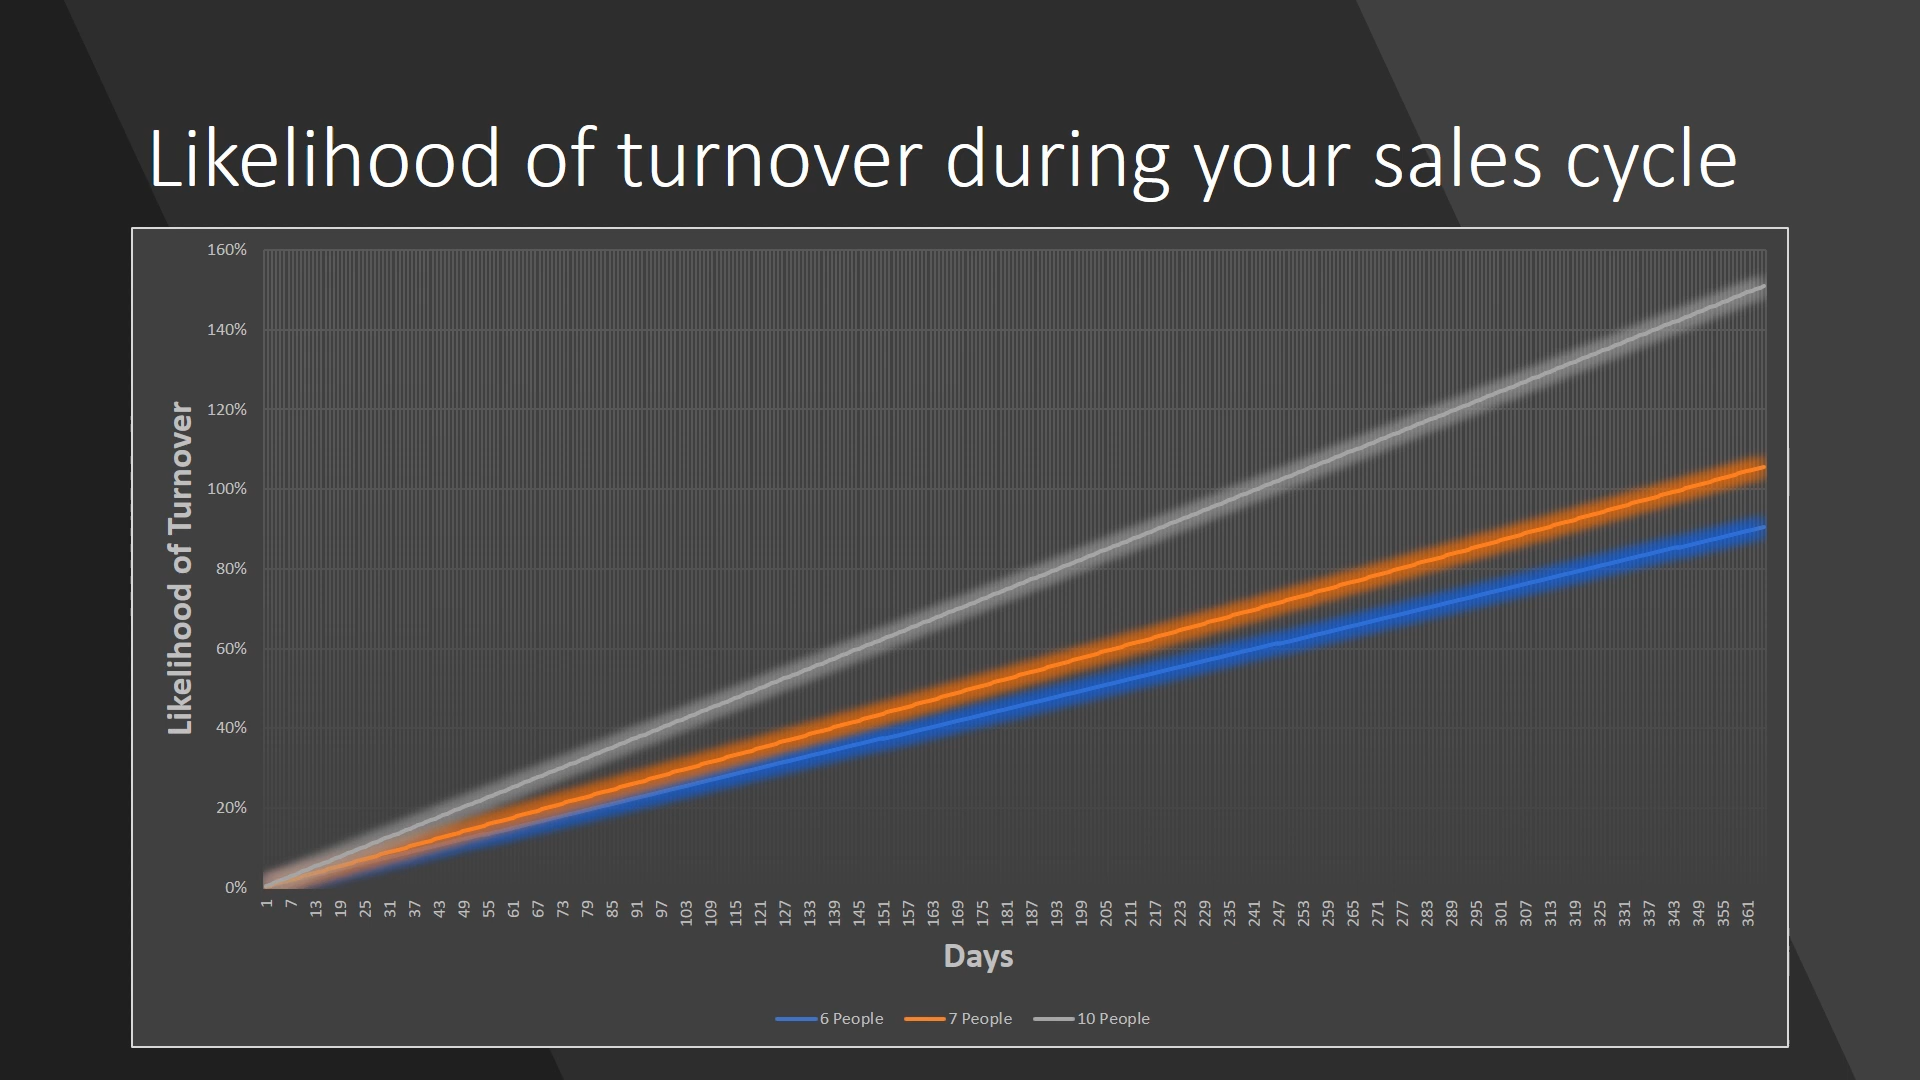 Likelihood of turnover during your sales cycle
160%
140%
120%
100%
80%
60%
40%
20%
0%
Likelihood of Turnover
1 7 13 19 25 31 37 43 49 55 61 67 73 79 85 91 97 103 109 115 121 127 133 139 145 151 157 163 169 175 181 187 193 199 205 211 217 223 229 235 241 247 253 259 265 271 277 283 289 295 301 307 313 319 325 331 337 343 349 355 361
Days
6 People 7 People 10 People